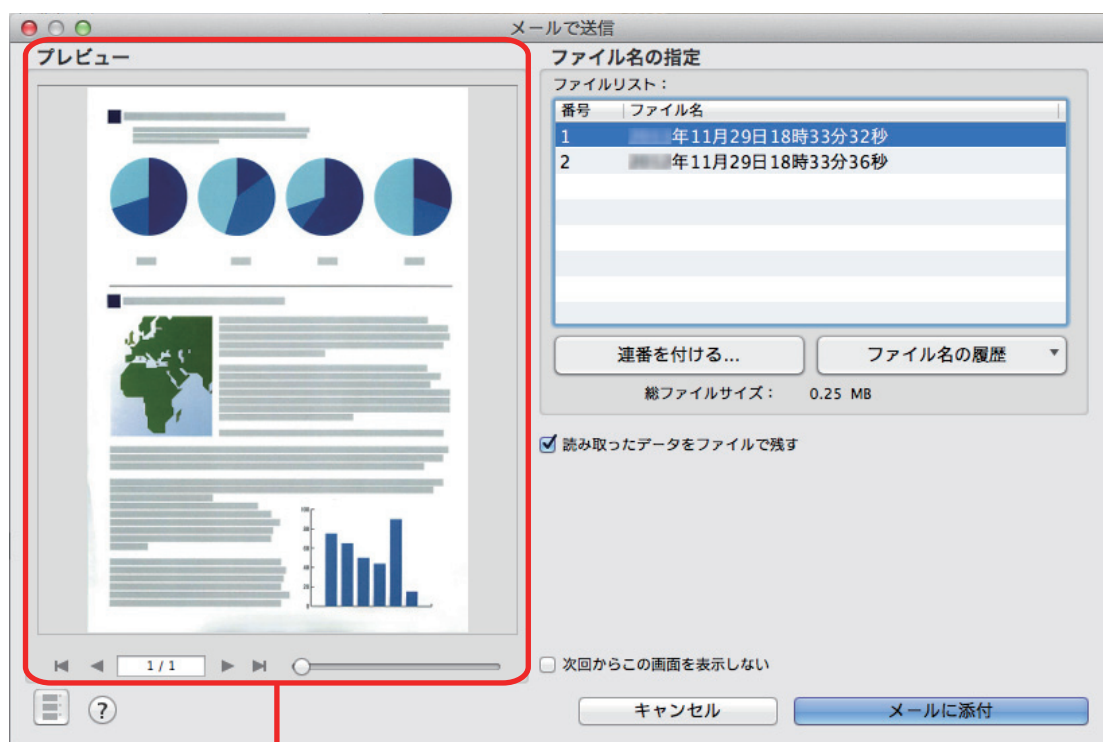 メールで送信
プレビュー
ファイル名の指定
ファイルリスト：
番号 ファイル名
1 年11月29日18時33分32秒
2 年11月29日18時33分36秒
連番を付ける... ファイル名の履歴
総ファイルサイズ： 0.25 MB
読み取ったデータをファイルで残す
1 / 1
次回からこの画面を表示しない
?
キャンセル メールに添付